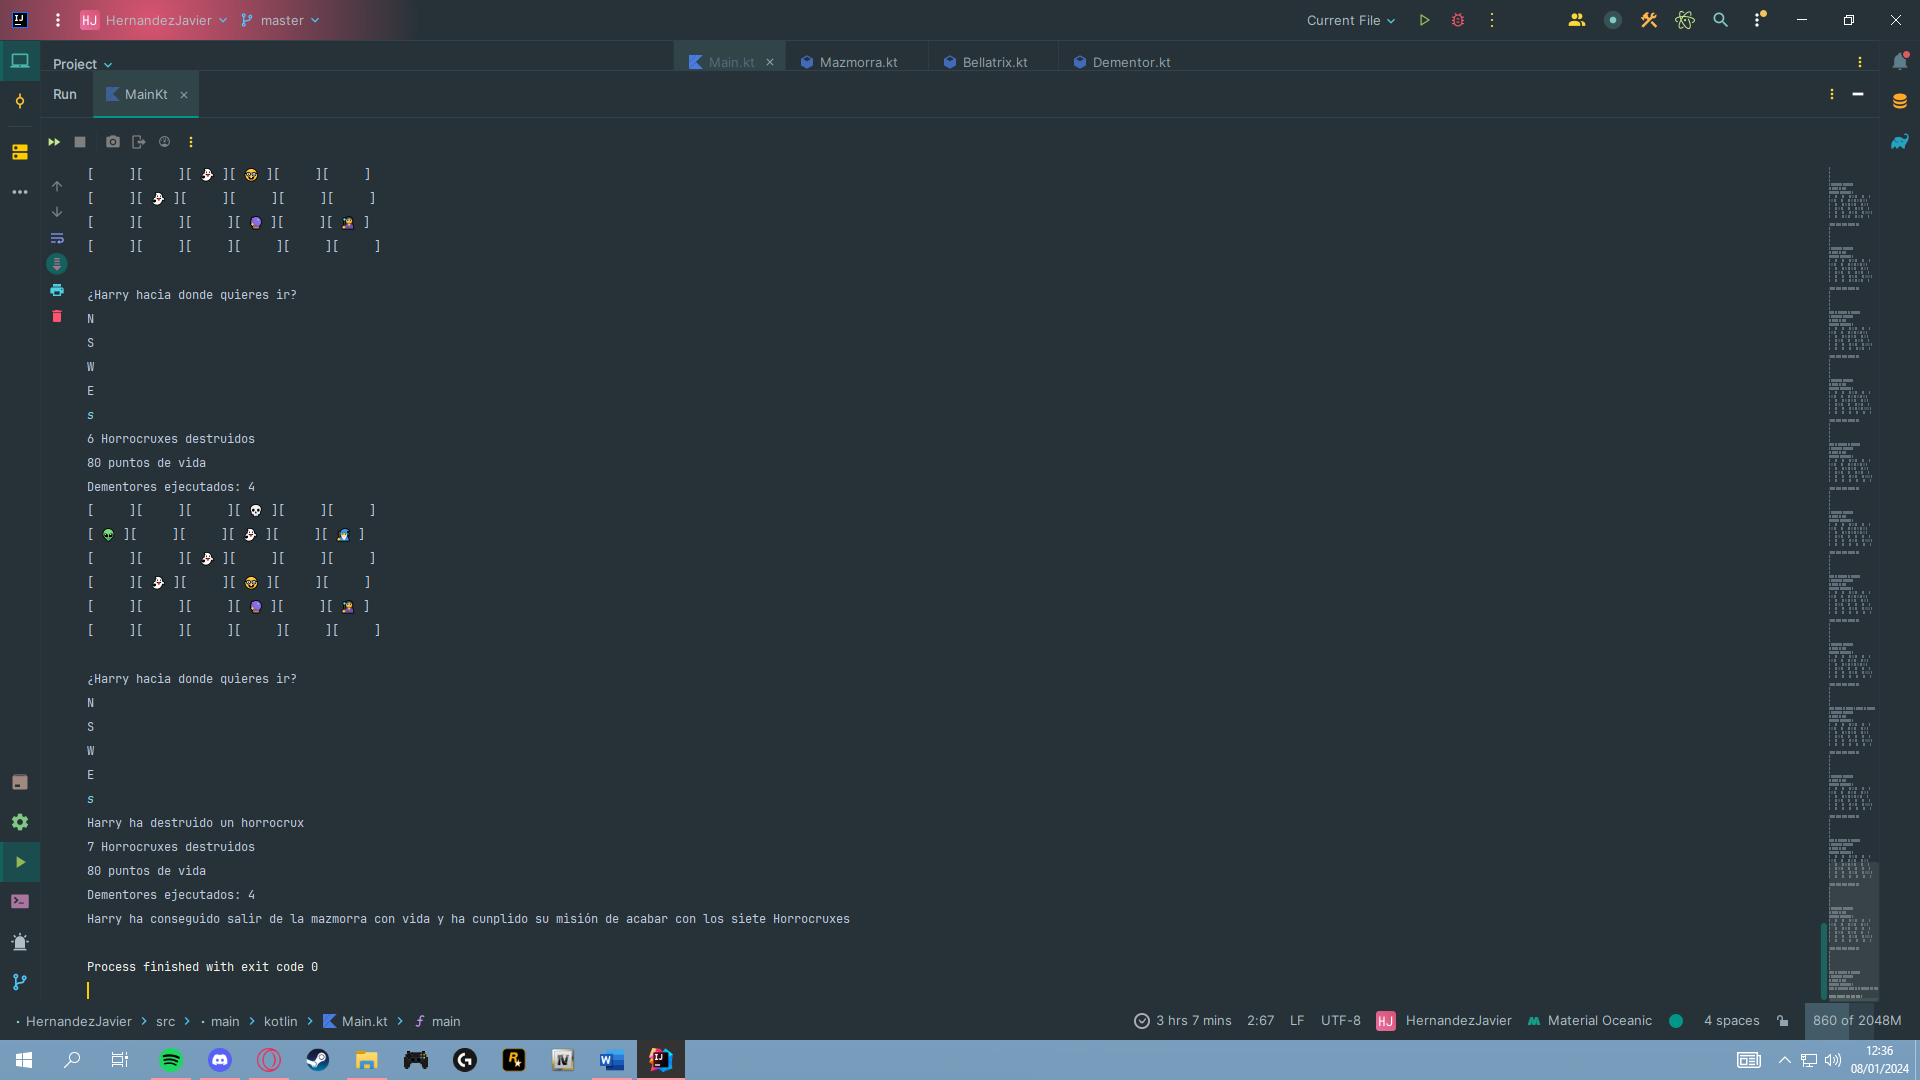 HJ HernandezJavier master Current File
Project Main.kt Mazmorra.kt Bellatrix.kt Dementor.kt
Run MainKt
[ ][ ][ 👻 ][ 🤓 ][ ][ ]
[ ][ 👻 ][ ][ ][ ][ ]
[ ][ ][ ][ 🔮 ][ ][ 👩‍🎤 ]
[ ][ ][ ][ ][ ][ ]
¿Harry hacia donde quieres ir?
N
S
W
E
s
6 Horrocruxes destruidos
80 puntos de vida
Dementores ejecutados: 4
[ ][ ][ ][ 💀 ][ ][ ]
[ 👽 ][ ][ ][ 👻 ][ ][ 🧙‍♂️ ]
[ ][ ][ 👻 ][ ][ ][ ]
[ ][ 👻 ][ ][ 🤓 ][ ][ ]
[ ][ ][ ][ 🔮 ][ ][ 👩‍🎤 ]
[ ][ ][ ][ ][ ][ ]
¿Harry hacia donde quieres ir?
N
S
W
E
s
Harry ha destruido un horrocrux
7 Horrocruxes destruidos
80 puntos de vida
Dementores ejecutados: 4
Harry ha conseguido salir de la mazmorra con vida y ha cunplido su misión de acabar con los siete Horrocruxes
Process finished with exit code 0
HernandezJavier > src > main > kotlin > Main.kt > main 3 hrs 7 mins 2:67 LF UTF-8 HJ HernandezJavier Material Oceanic 4 spaces 860 of 2048M
12:36
08/01/2024